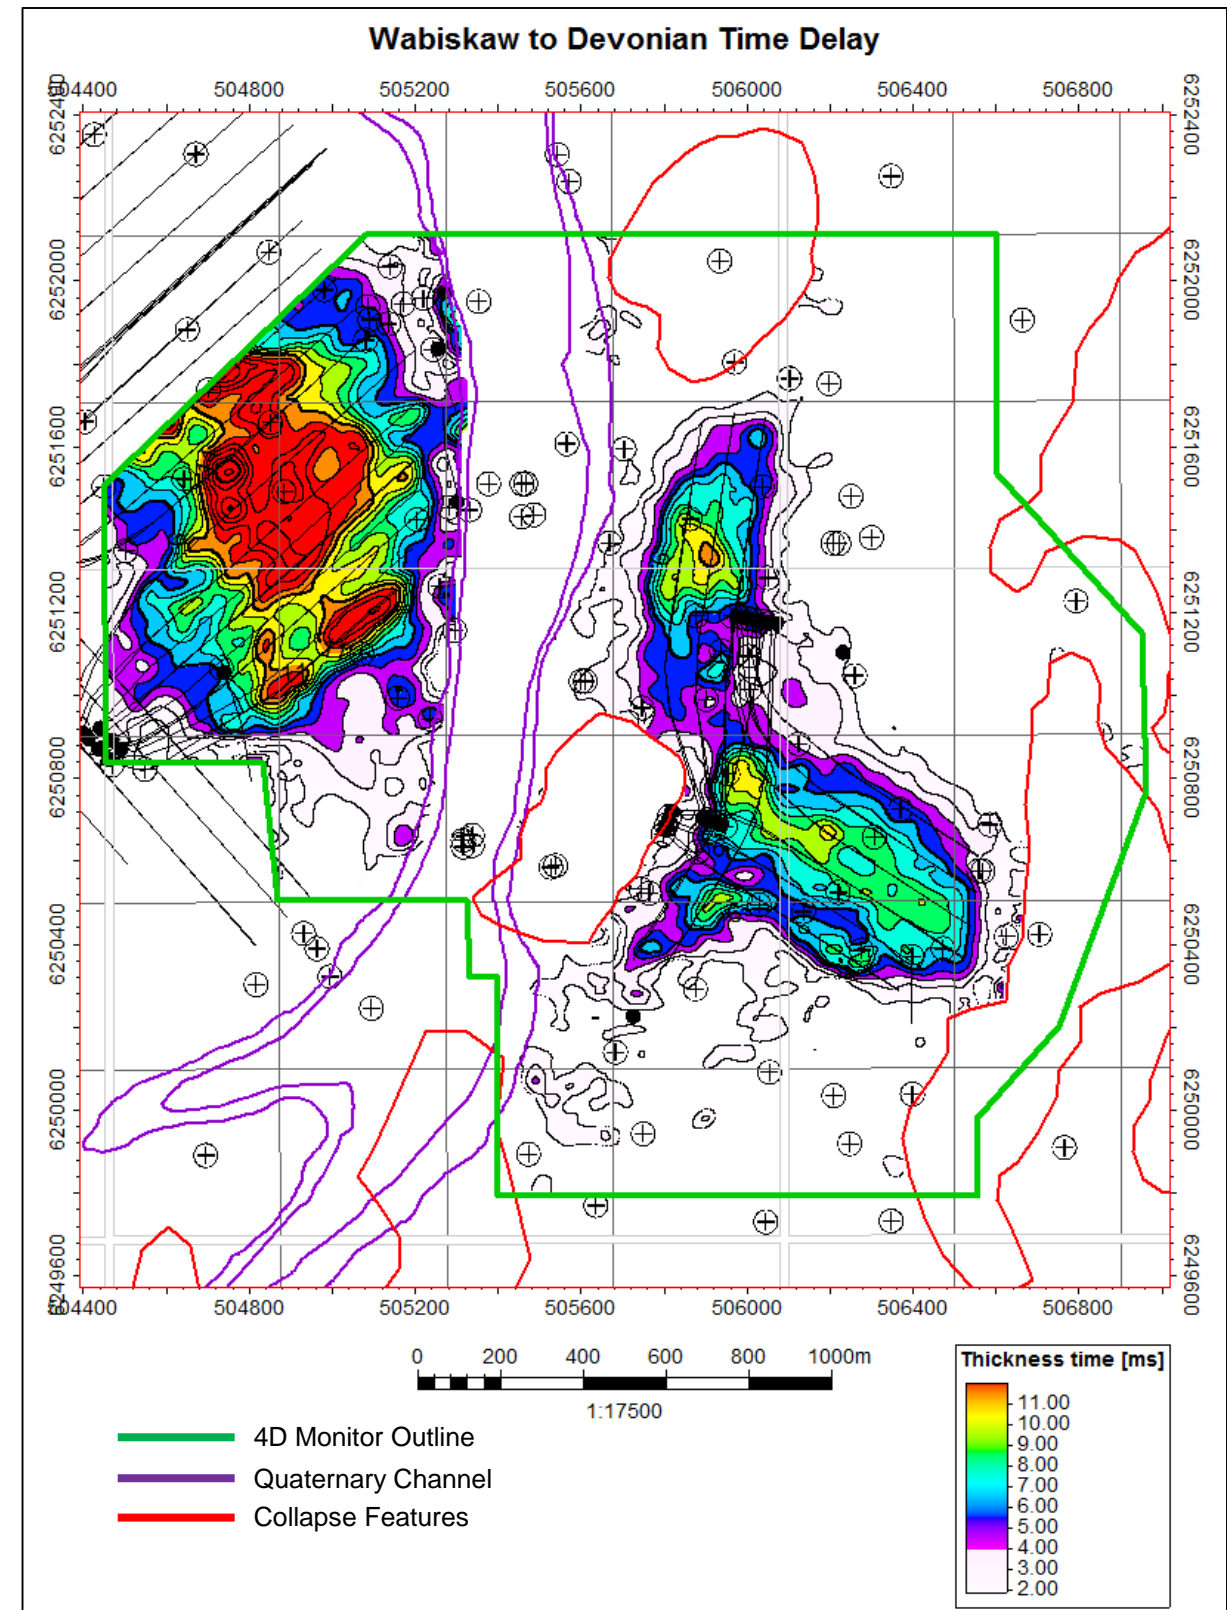 Wabiskaw to Devonian Time Delay
504400 504800 505200 505600 506000 506400 506800
6252400 6252400
6252000 6252000
6251600 6251600
6251200 6251200
6250800 6250800
6250400 6250400
6250000 6250000
6249600 6249600
504400 504800 505200 505600 506000 506400 506800
0 200 400 600 800 1000m
1:17500
Thickness time [ms]
11.00
10.00
9.00
8.00
7.00
6.00
5.00
4.00
3.00
2.00
4D Monitor Outline
Quaternary Channel
Collapse Features